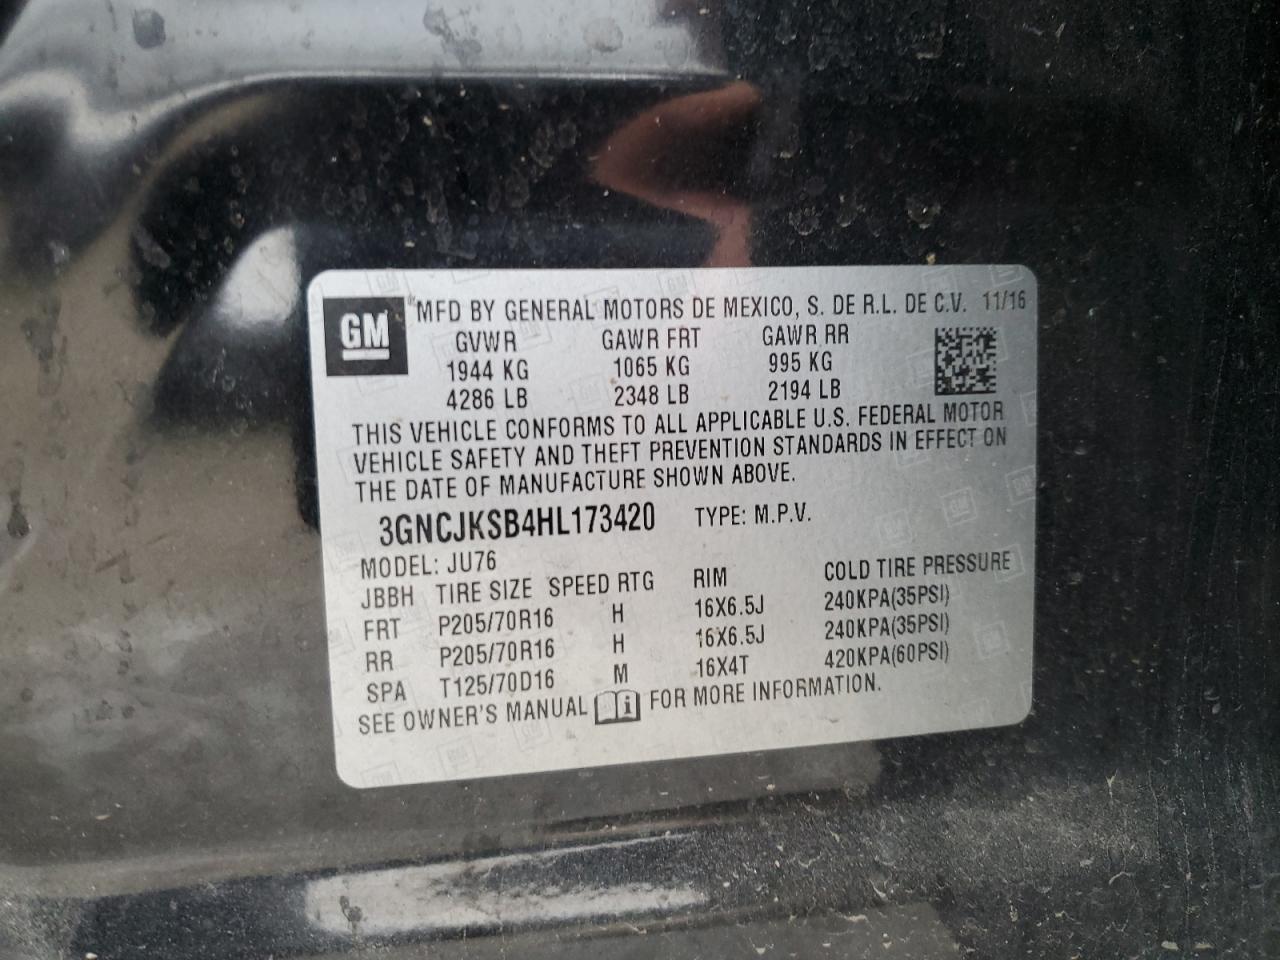 GM MFD BY GENERAL MOTORS DE MEXICO, S. DE R.L. DE C.V. 11/16
GVWR GAWR FRT GAWR RR
1944 KG 1065 KG 995 KG
4286 LB 2348 LB 2194 LB
THIS VEHICLE CONFORMS TO ALL APPLICABLE U.S. FEDERAL MOTOR
VEHICLE SAFETY AND THEFT PREVENTION STANDARDS IN EFFECT ON
THE DATE OF MANUFACTURE SHOWN ABOVE.
3GNCJKSB4HL173420 TYPE: M.P.V.
MODEL: JU76
JBBH TIRE SIZE SPEED RTG RIM COLD TIRE PRESSURE
FRT P205/70R16 H 16X6.5J 240KPA(35PSI)
RR P205/70R16 H 16X6.5J 240KPA(35PSI)
SPA T125/70D16 M 16X4T 420KPA(60PSI)
SEE OWNER'S MANUAL i FOR MORE INFORMATION.